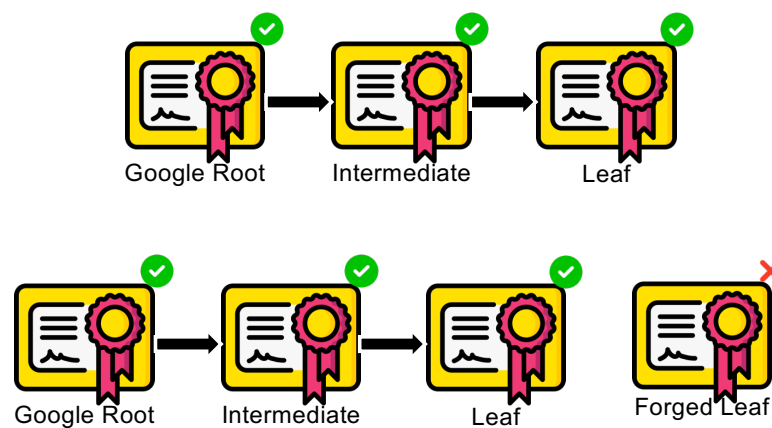 Google Root
Intermediate
Leaf
Google Root
Intermediate
Leaf
Forged Leaf